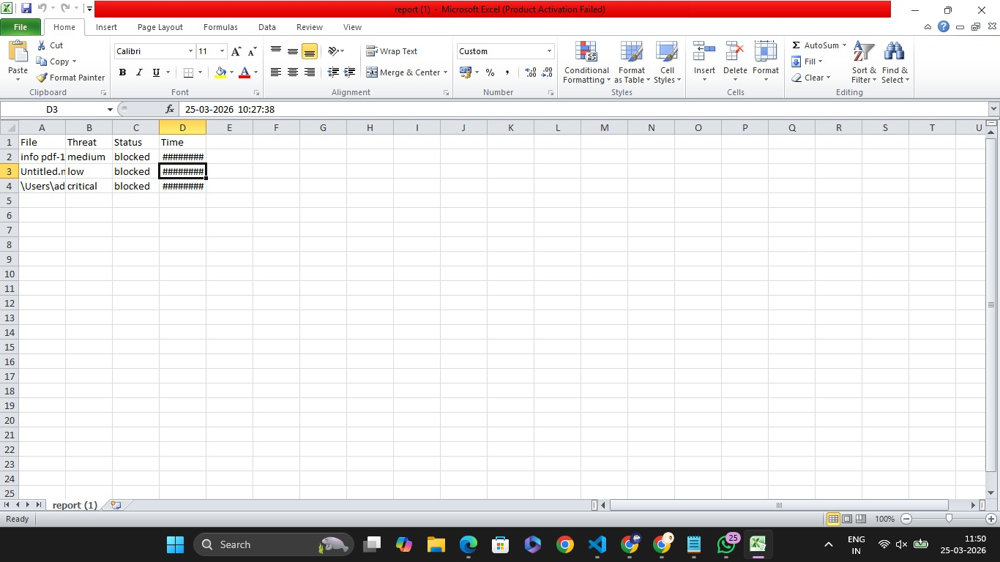 report (1) - Microsoft Excel (Product Activation Failed)
File Home Insert Page Layout Formulas Data Review View
Paste
Cut
Copy
Format Painter
Clipboard
Calibri 11
B I U
Font
Wrap Text
Merge & Center
Alignment
Custom
% ,
Number
Conditional Formatting
Format as Table
Cell Styles
Styles
Insert
Delete
Format
Cells
AutoSum
Fill
Clear
Sort & Filter
Find & Select
Editing
D3 fx 25-03-2026 10:27:38
A B C D E F G H I J K L M N O P Q R S T U
1 File Threat Status Time
2 info pdf-1 medium blocked ########
3 Untitled.n low blocked ########
4 \Users\ad critical blocked ########
5
6
7
8
9
10
11
12
13
14
15
16
17
18
19
20
21
22
23
24
25
report (1)
Ready 100%
Search
25
ENG
IN
11:50
25-03-2026